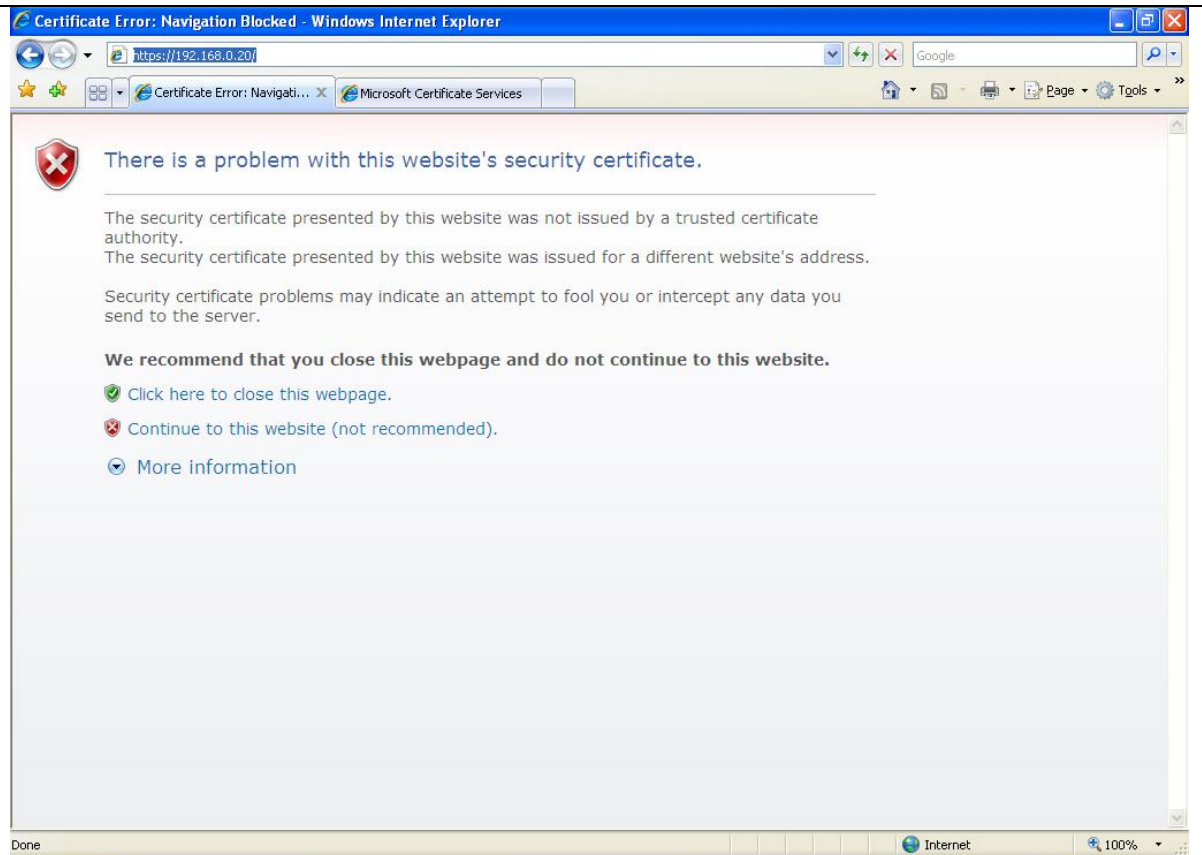 Certificate Error: Navigation Blocked - Windows Internet Explorer
https://192.168.0.20/
Google
Certificate Error: Navigati...
Microsoft Certificate Services
Page
Tools
There is a problem with this website's security certificate.
The security certificate presented by this website was not issued by a trusted certificate
authority.
The security certificate presented by this website was issued for a different website's address.
Security certificate problems may indicate an attempt to fool you or intercept any data you
send to the server.
We recommend that you close this webpage and do not continue to this website.
Click here to close this webpage.
Continue to this website (not recommended).
More information
Done
Internet
100%